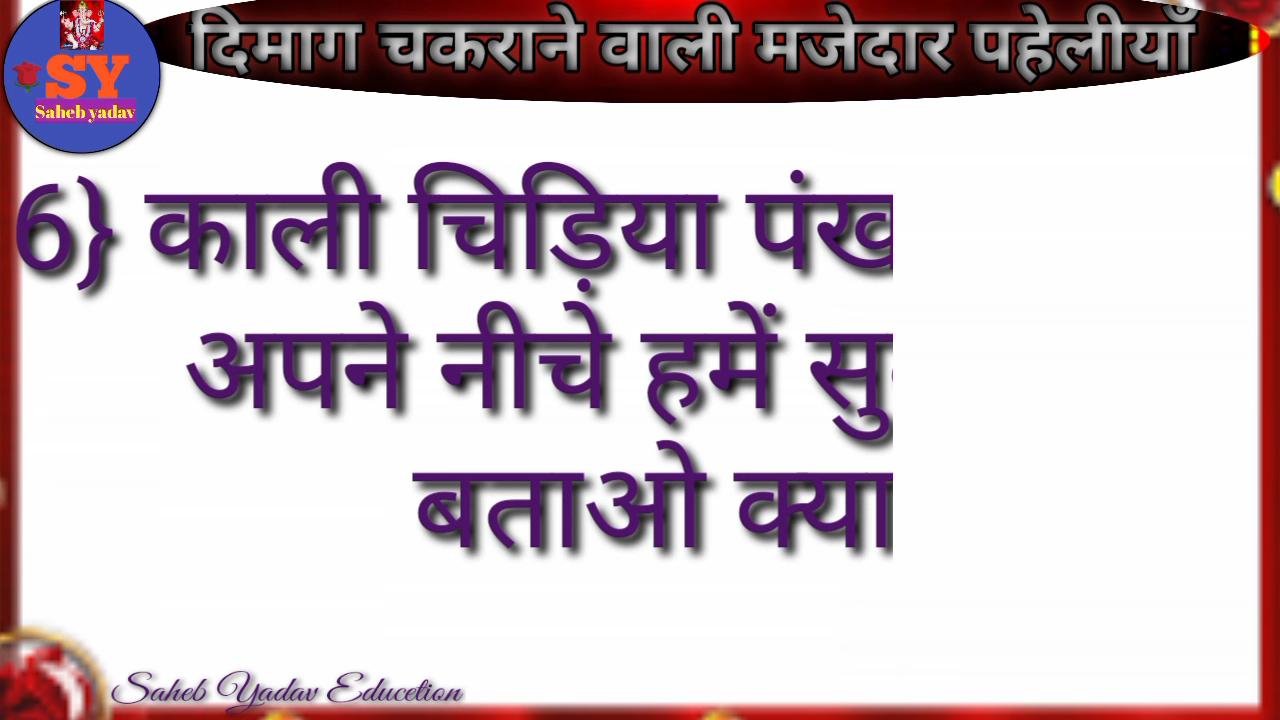 दिमाग चकराने वाली मजेदार पहेलीयाँ
SY
Saheb yadav
6} काली चिड़िया पंख
अपने नीचे हमें
बताओ क्या
Saheb Yadav Educetion